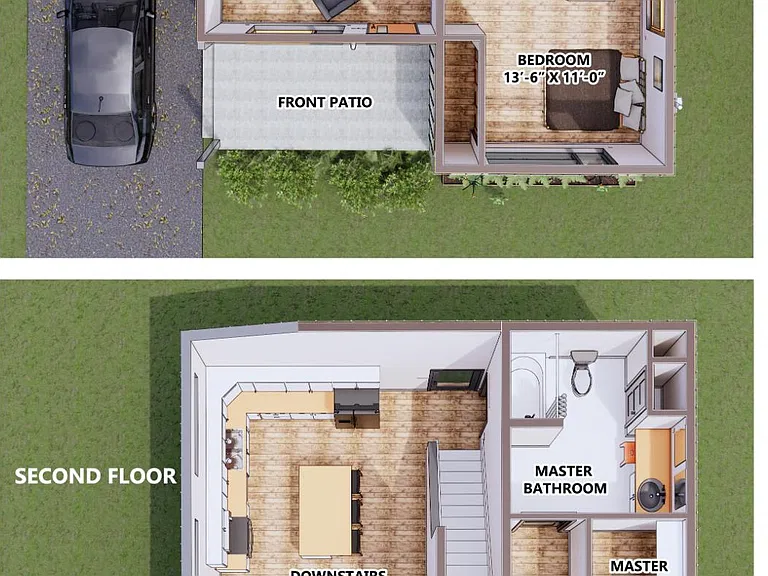 BEDROOM
13'-6" X 11'-0"
FRONT PATIO
SECOND FLOOR
MASTER
BATHROOM
MASTER
DOWNSTAIRS